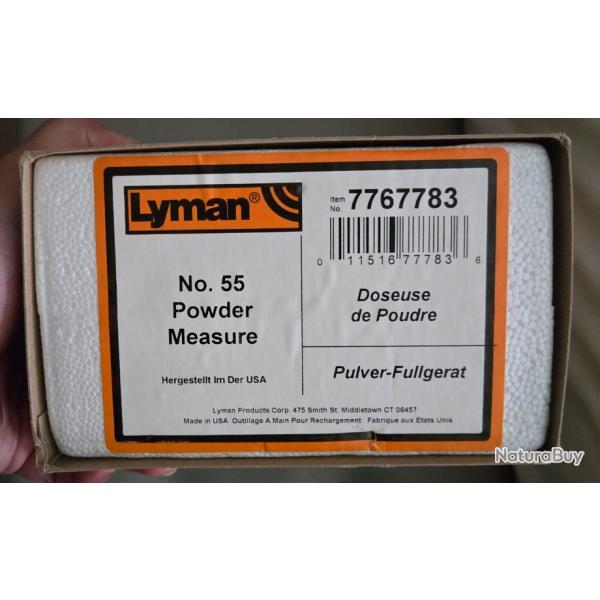 Lyman®
Item No. 7767783
0 11516 77783 6
No. 55
Powder
Measure
Hergestellt Im Der USA
Doseuse
de Poudre
Pulver-Fullgerat
Lyman Products Corp. 475 Smith St. Middletown CT 06457
Made in USA Outillage A Main Pour Rechargement Fabrique aux Etats Unis
NaturaBuy